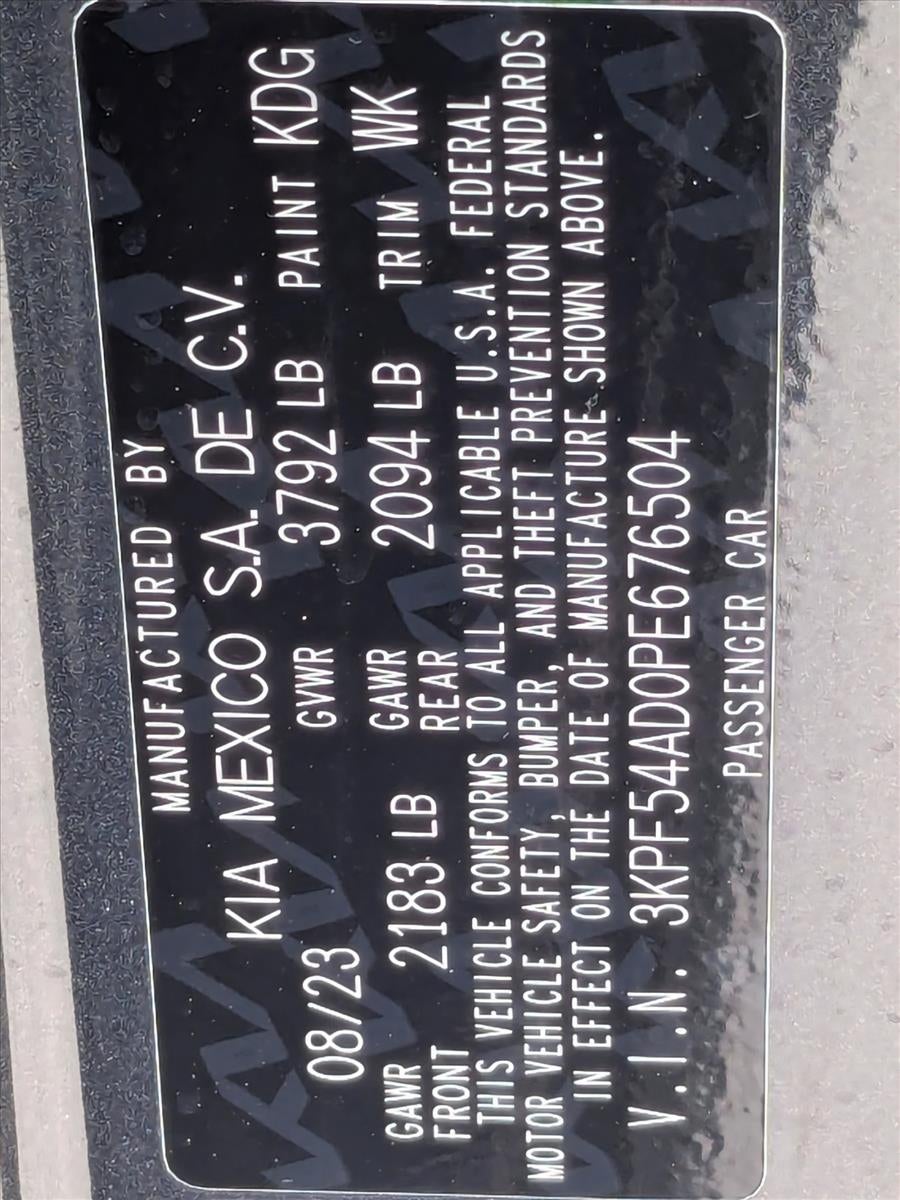 MANUFACTURED BY
KIA MEXICO S.A. DE C.V.
08/23 GVWR 3792 LB PAINT KDG
GAWR FRONT 2183 LB GAWR REAR 2094 LB TRIM WK
THIS VEHICLE CONFORMS TO ALL APPLICABLE U.S.A. FEDERAL
MOTOR VEHICLE SAFETY, BUMPER, AND THEFT PREVENTION STANDARDS
IN EFFECT ON THE DATE OF MANUFACTURE SHOWN ABOVE.
V.I.N. 3KPF54AD0PE676504
PASSENGER CAR